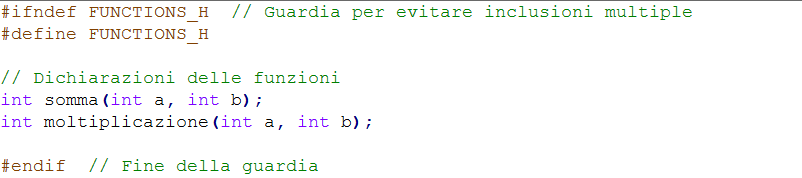 #ifndef FUNCTIONS_H  // Guardia per evitare inclusioni multiple
#define FUNCTIONS_H
// Dichiarazioni delle funzioni
int somma(int a, int b);
int moltiplicazione(int a, int b);
#endif  // Fine della guardia